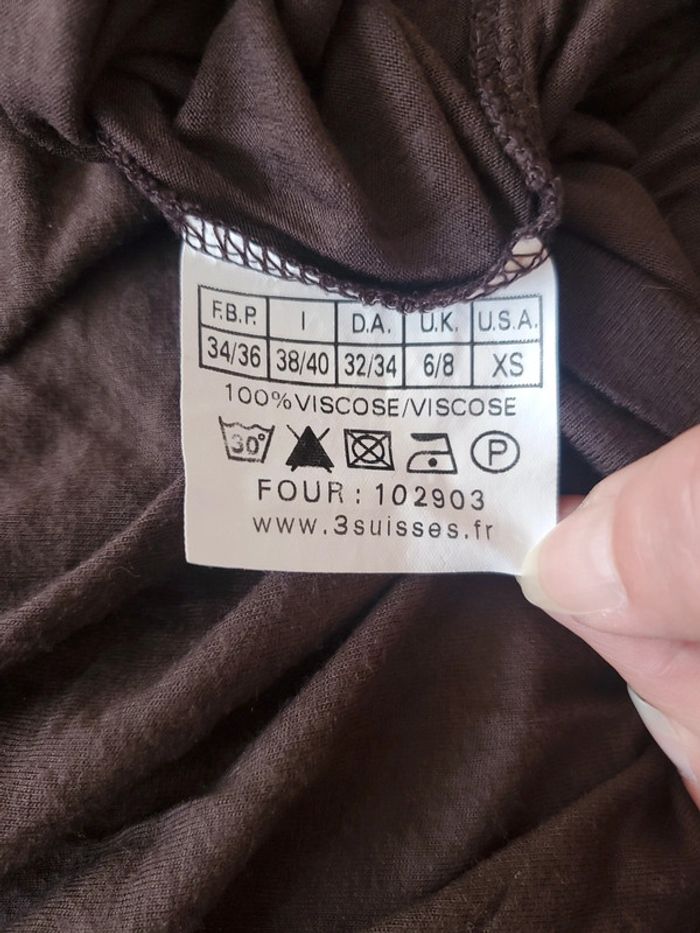 F.B.P. I D.A. U.K. U.S.A.
34/36 38/40 32/34 6/8 XS
100%VISCOSE/VISCOSE
30° P
FOUR: 102903
www.3suisses.fr